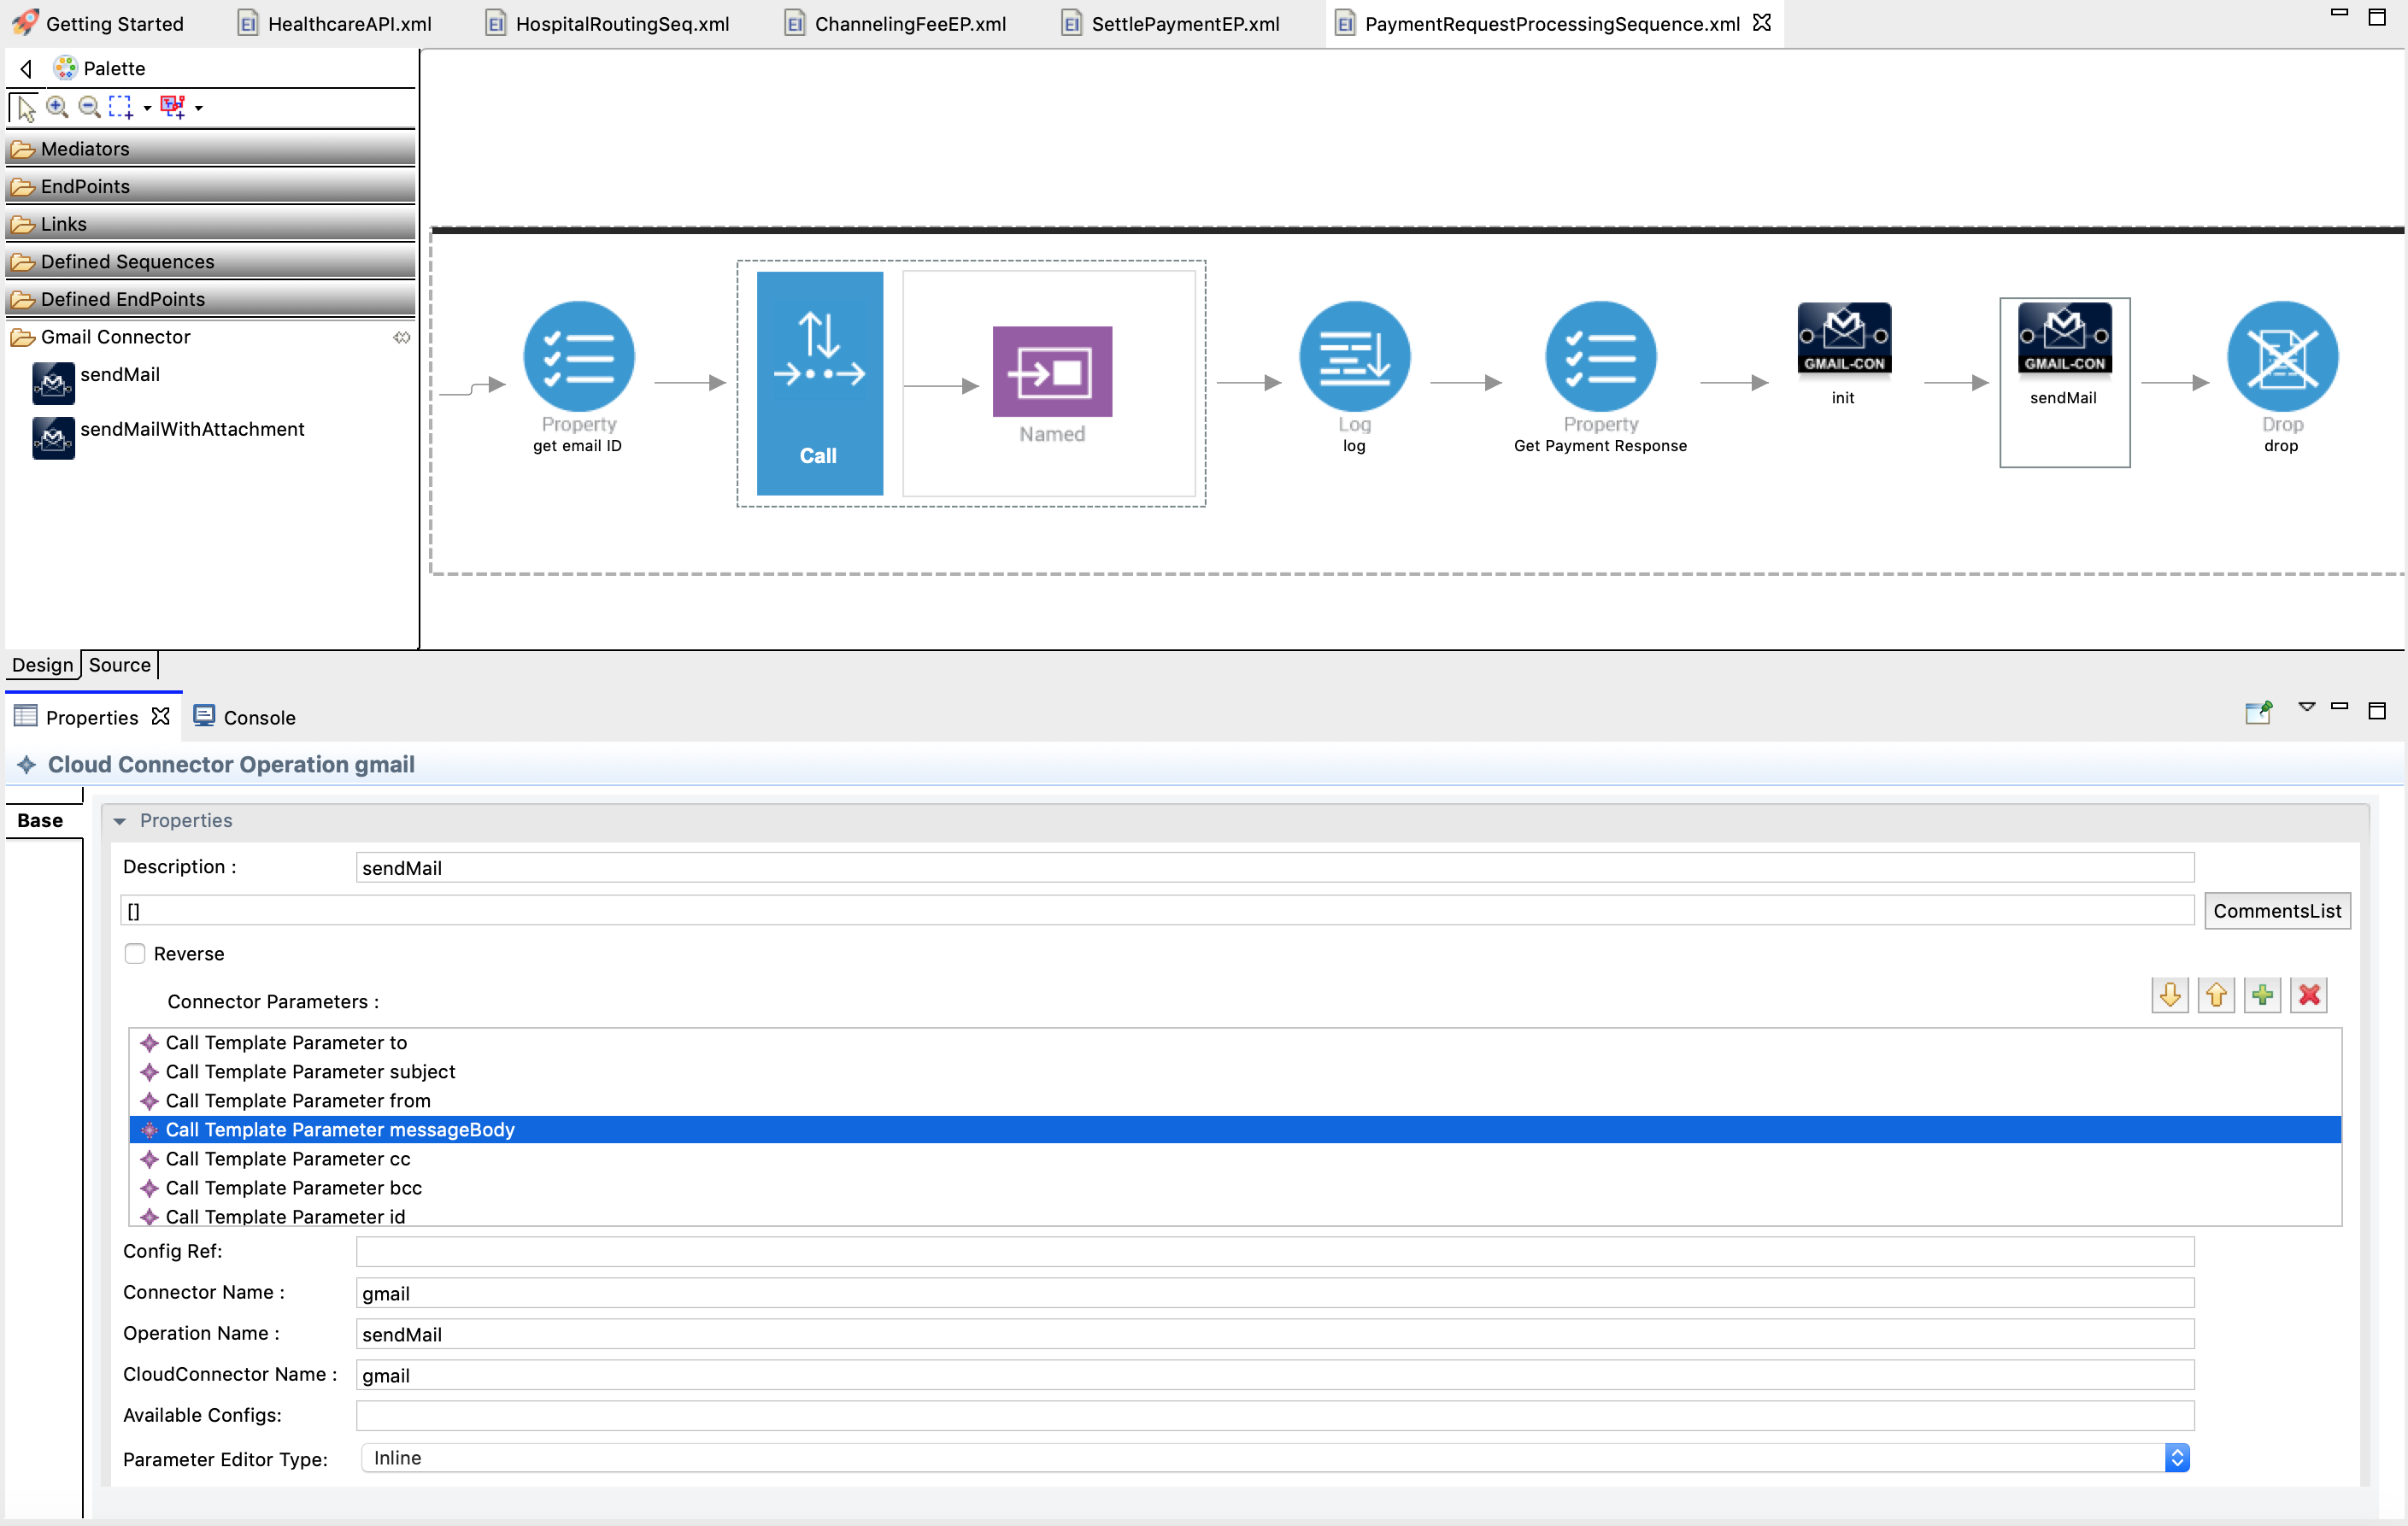 Getting Started
EI HealthcareAPI.xml
EI HospitalRoutingSeq.xml
EI ChannelingFeeEP.xml
EI SettlePaymentEP.xml
EI PaymentRequestProcessingSequence.xml
Palette
Mediators
EndPoints
Links
Defined Sequences
Defined EndPoints
Gmail Connector
sendMail
sendMailWithAttachment
Property
get email ID
Call
Named
Log
log
Property
Get Payment Response
GMAIL-CON
init
GMAIL-CON
sendMail
Drop
drop
Design
Source
Properties
Console
Cloud Connector Operation gmail
Base
Properties
Description :
sendMail
[]
CommentsList
Reverse
Connector Parameters :
Call Template Parameter to
Call Template Parameter subject
Call Template Parameter from
Call Template Parameter messageBody
Call Template Parameter cc
Call Template Parameter bcc
Call Template Parameter id
Config Ref:
Connector Name :
gmail
Operation Name :
sendMail
CloudConnector Name :
gmail
Available Configs:
Parameter Editor Type:
Inline